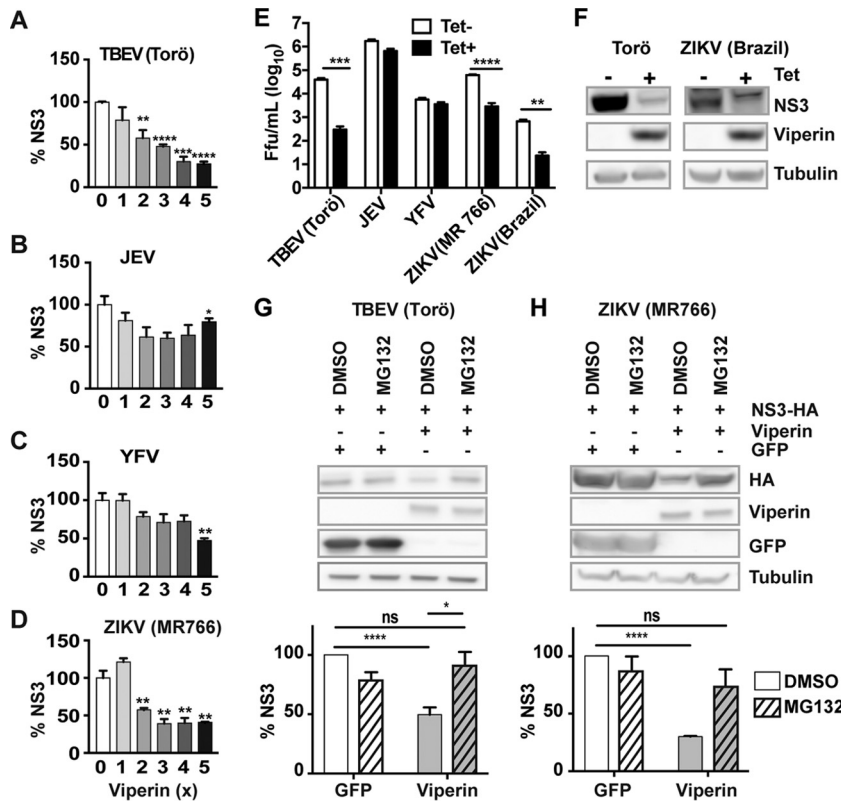 A
TBEV (Torö)
% NS3
150
100
50
0
**
****
***
****
0 1 2 3 4 5
B
JEV
% NS3
150
100
50
0
*
0 1 2 3 4 5
C
YFV
% NS3
150
100
50
0
**
0 1 2 3 4 5
D
ZIKV (MR766)
% NS3
150
100
50
0
**
**
**
**
0 1 2 3 4 5
Viperin (x)
E
Ffu/mL (log10)
7
6
5
4
3
2
1
0
Tet-
Tet+
***
****
**
TBEV (Torö)
JEV
YFV
ZIKV (MR 766)
ZIKV (Brazil)
F
Torö ZIKV (Brazil)
- + - + Tet
NS3
Viperin
Tubulin
G
TBEV (Torö)
DMSO
MG132
DMSO
MG132
+ + + +
- - + +
+ + - -
% NS3
100
50
0
ns
****
*
GFP Viperin
H
ZIKV (MR766)
DMSO
MG132
DMSO
MG132
+ + + + NS3-HA
- - + + Viperin
+ + - - GFP
HA
Viperin
GFP
Tubulin
% NS3
100
50
0
ns
****
GFP Viperin
DMSO
MG132